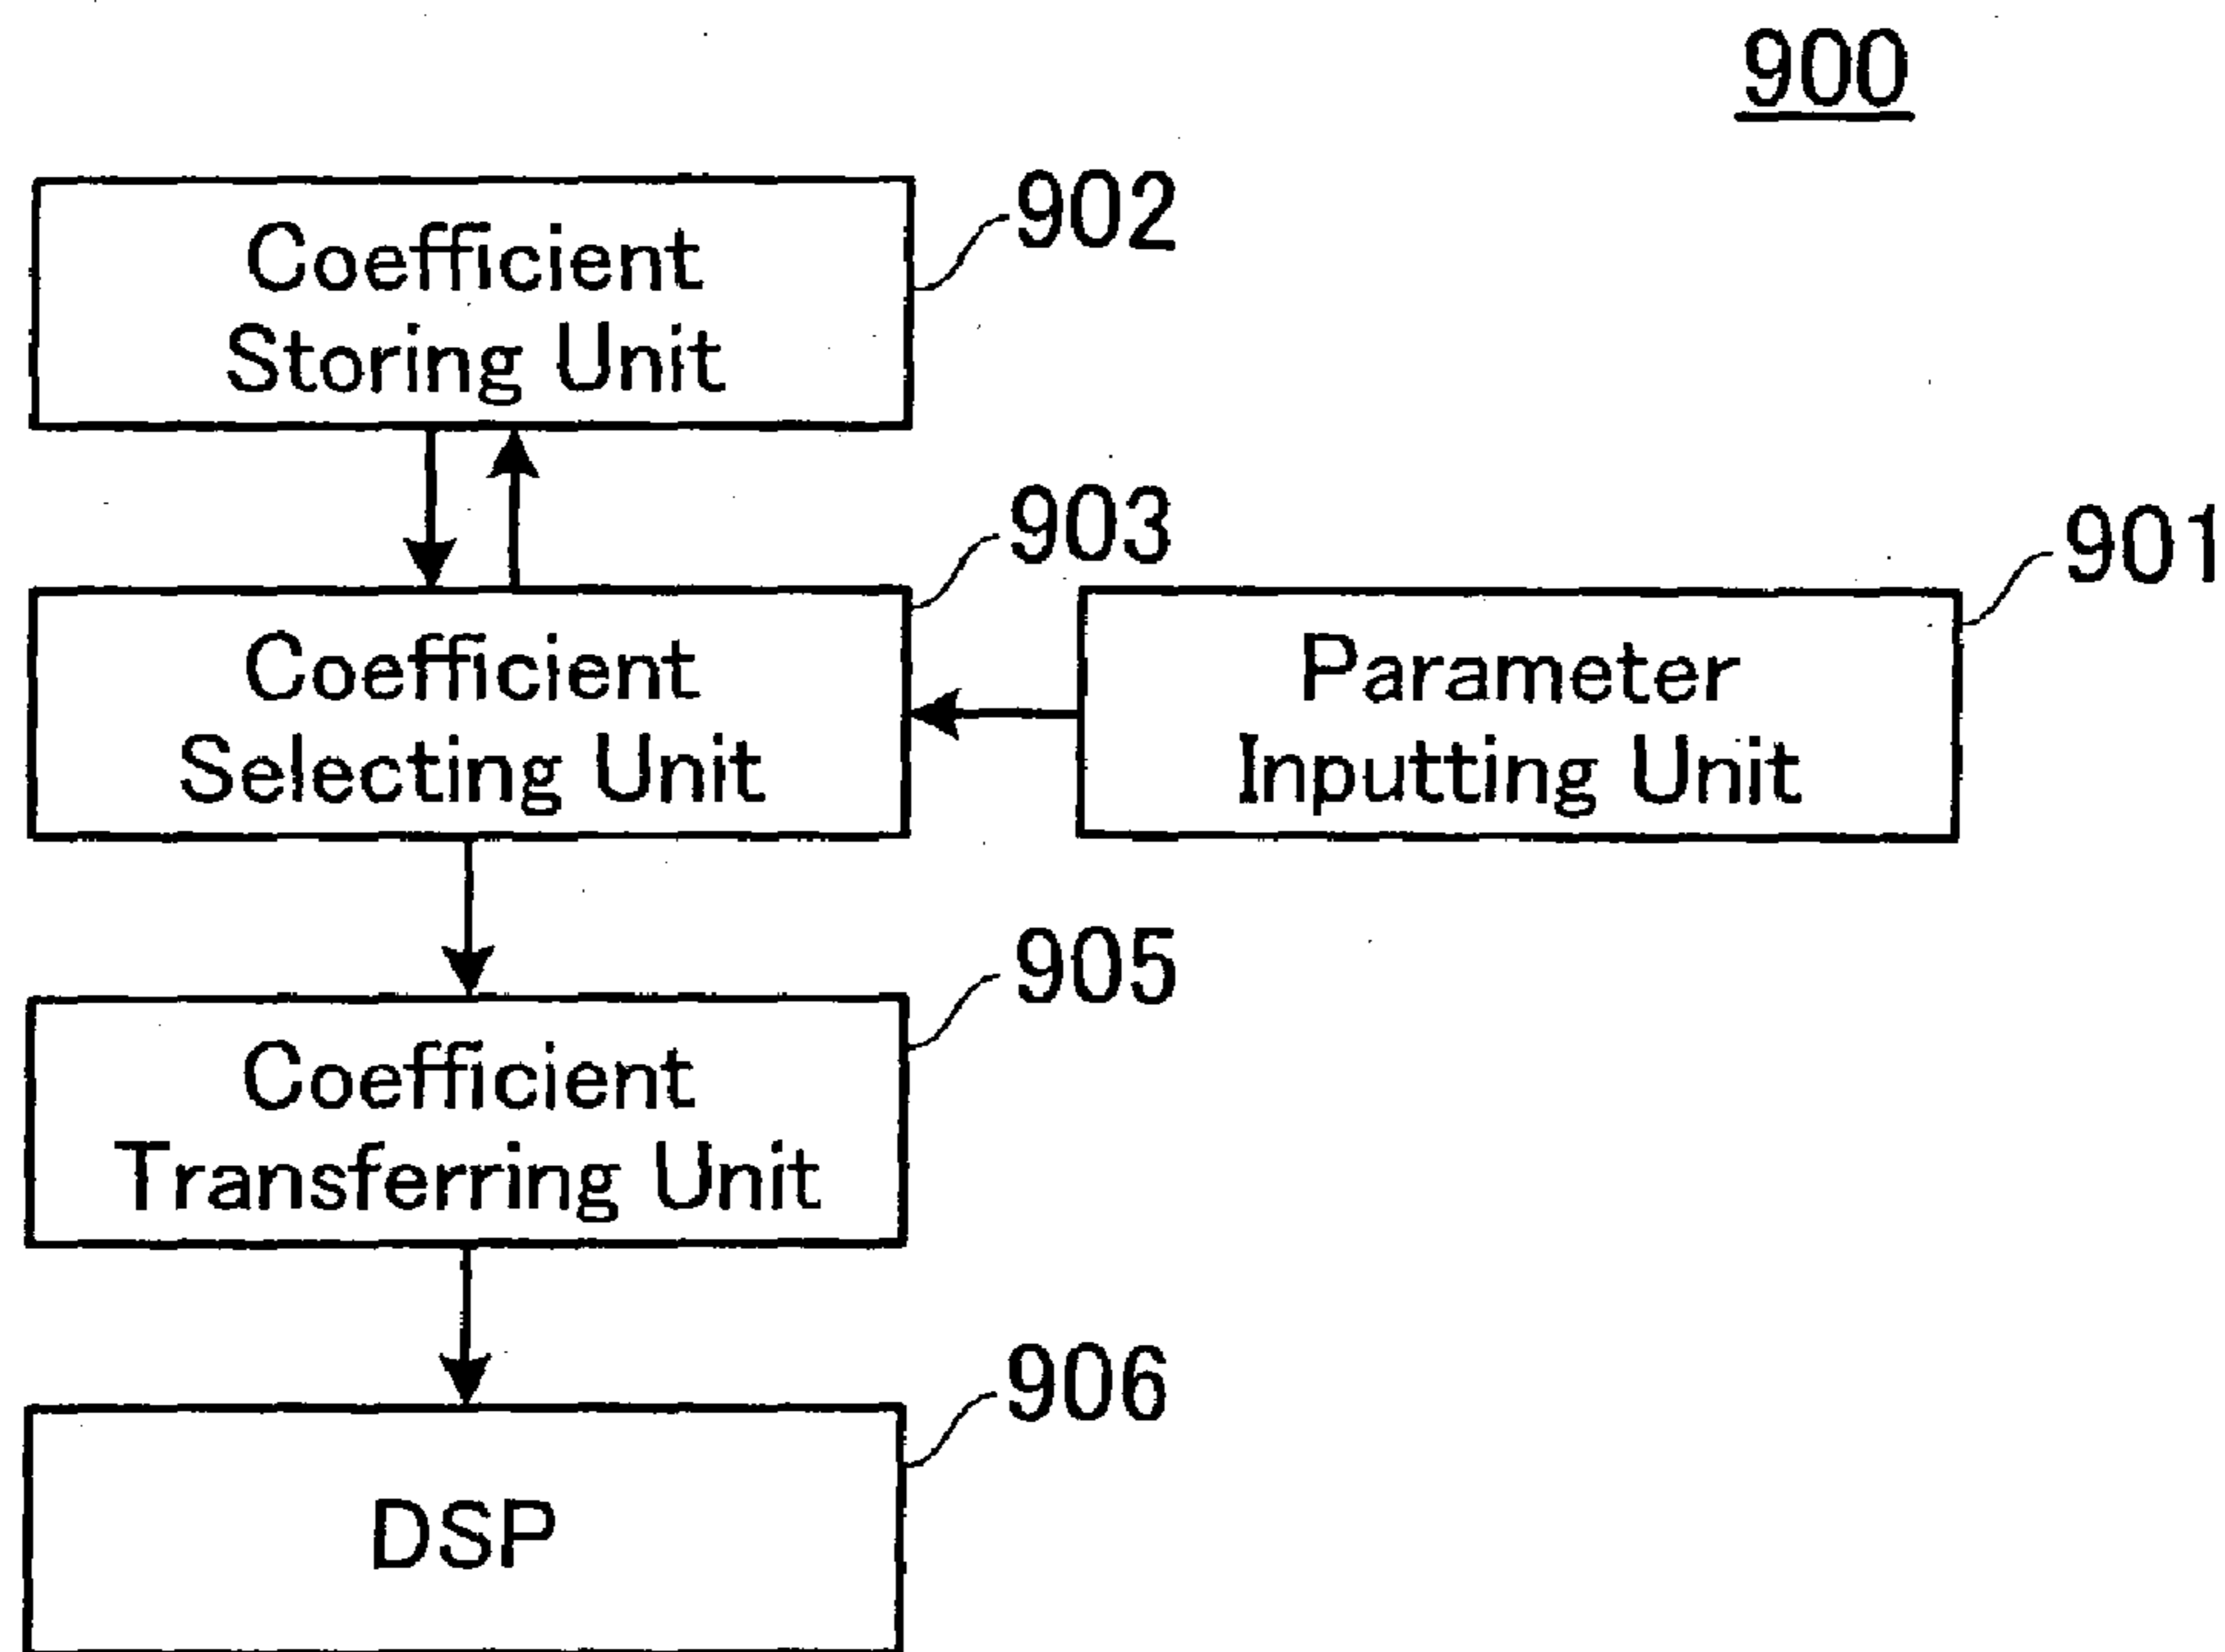 900
Coefficient
Storing Unit
902
Coefficient
Selecting Unit
903
Parameter
Inputting Unit
901
Coefficient
Transferring Unit
905
DSP
906